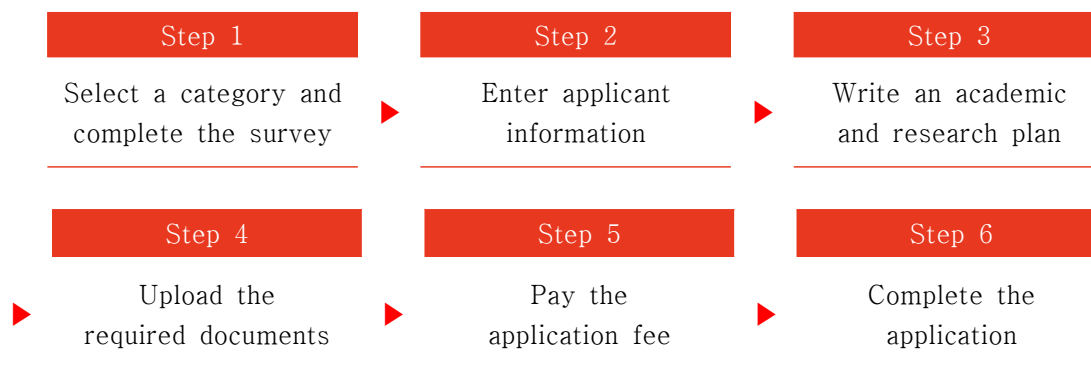 Step 1
Select a category and
complete the survey
Step 2
Enter applicant
information
Step 3
Write an academic
and research plan
Step 4
Upload the
required documents
Step 5
Pay the
application fee
Step 6
Complete the
application